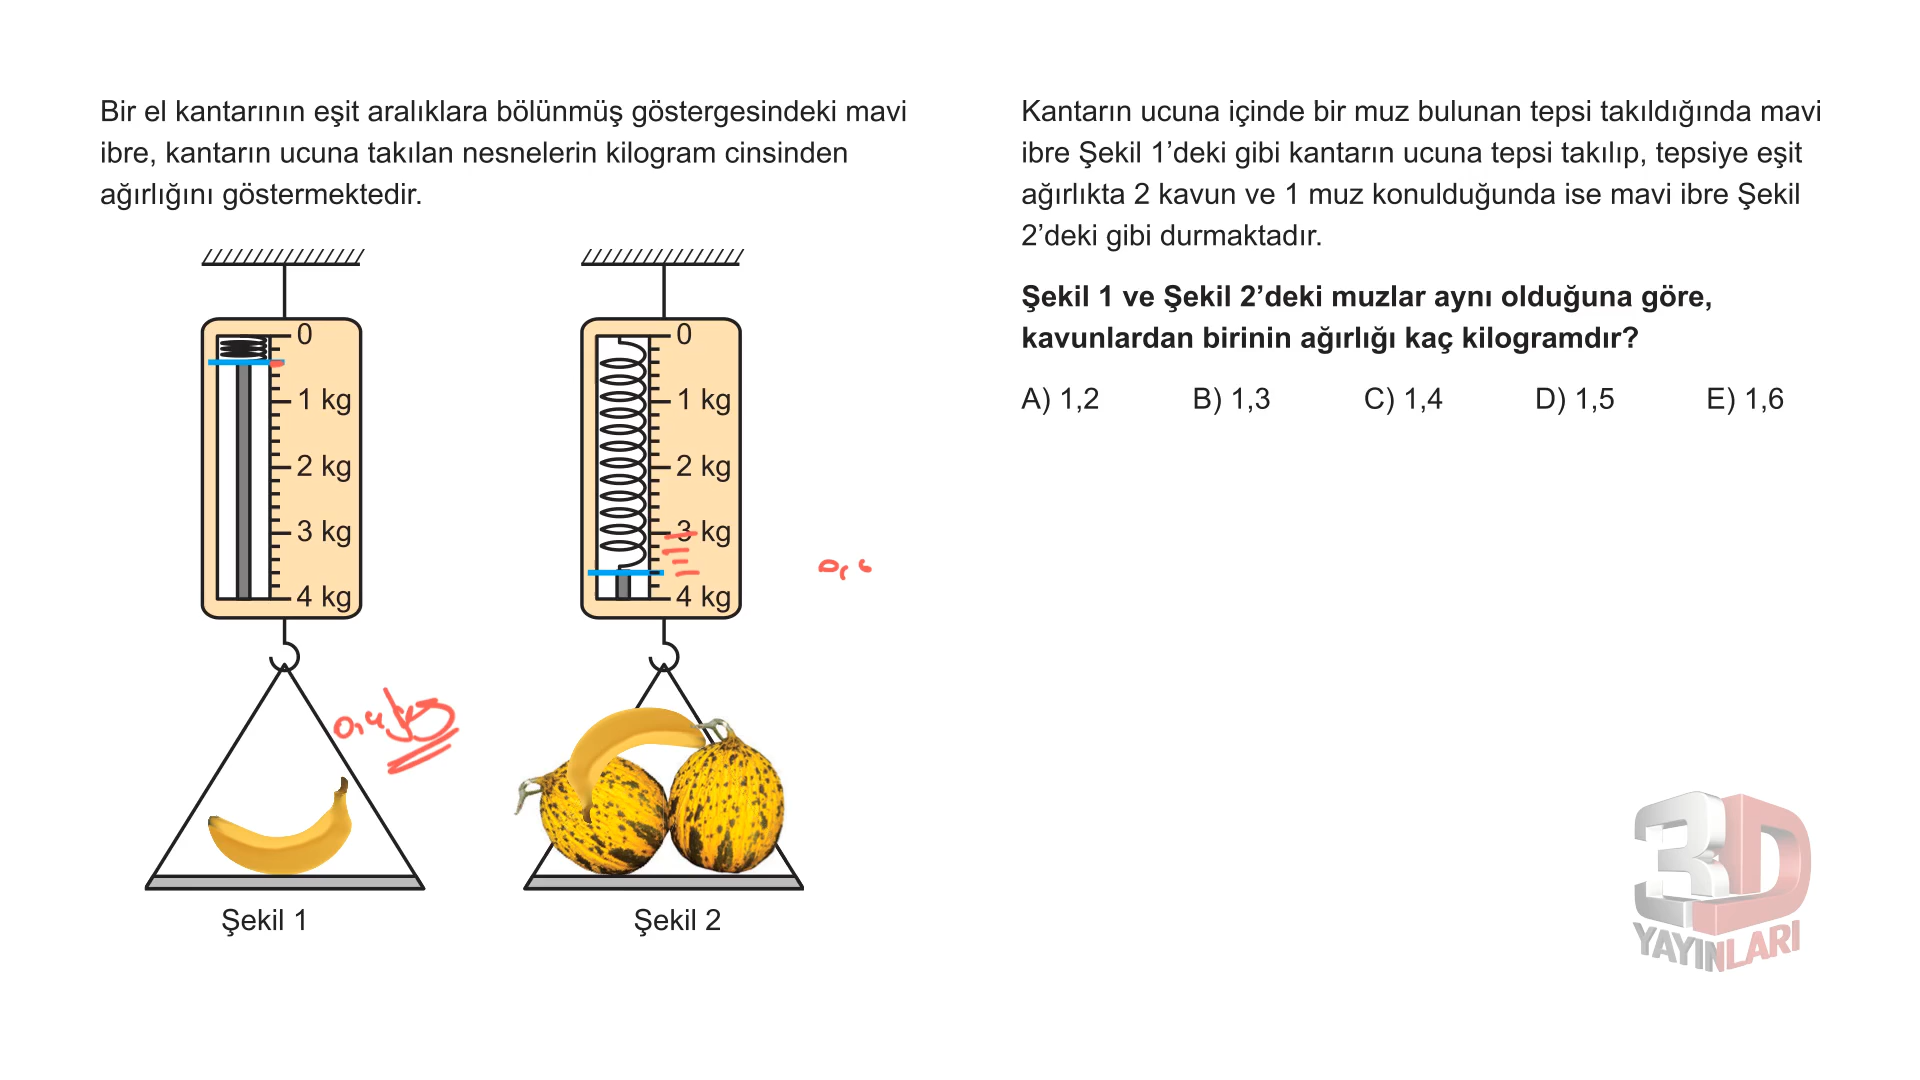 Bir el kantarının eşit aralıklara bölünmüş göstergesindeki mavi
ibre, kantarın ucuna takılan nesnelerin kilogram cinsinden
ağırlığını göstermektedir.
0
1 kg
2 kg
3 kg
4 kg
0,4 kg
Şekil 1
0
1 kg
2 kg
3 kg
4 kg
Şekil 2
Kantarın ucuna içinde bir muz bulunan tepsi takıldığında mavi
ibre Şekil 1’deki gibi kantarın ucuna tepsi takılıp, tepsiye eşit
ağırlıkta 2 kavun ve 1 muz konulduğunda ise mavi ibre Şekil
2’deki gibi durmaktadır.
Şekil 1 ve Şekil 2’deki muzlar aynı olduğuna göre,
kavunlardan birinin ağırlığı kaç kilogramdır?
A) 1,2 B) 1,3 C) 1,4 D) 1,5 E) 1,6
3D
YAYINLARI